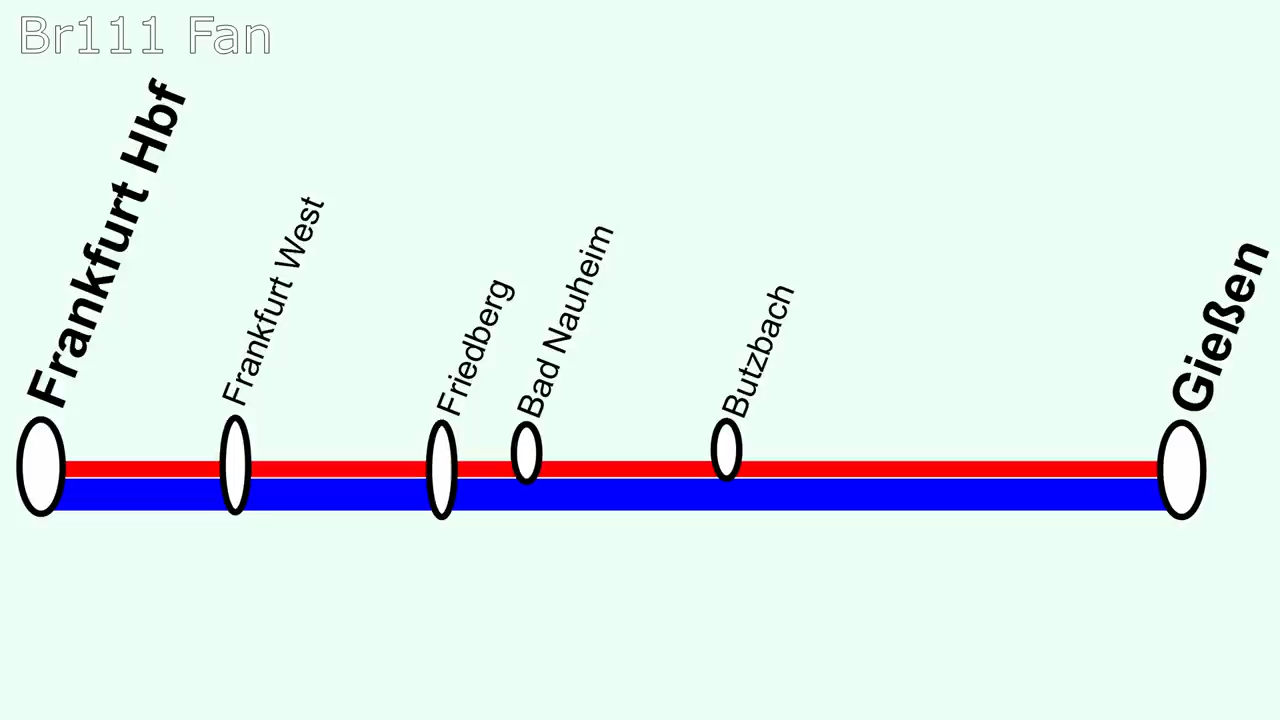 Br111 Fan
Frankfurt Hbf
Frankfurt West
Friedberg
Bad Nauheim
Butzbach
Gießen